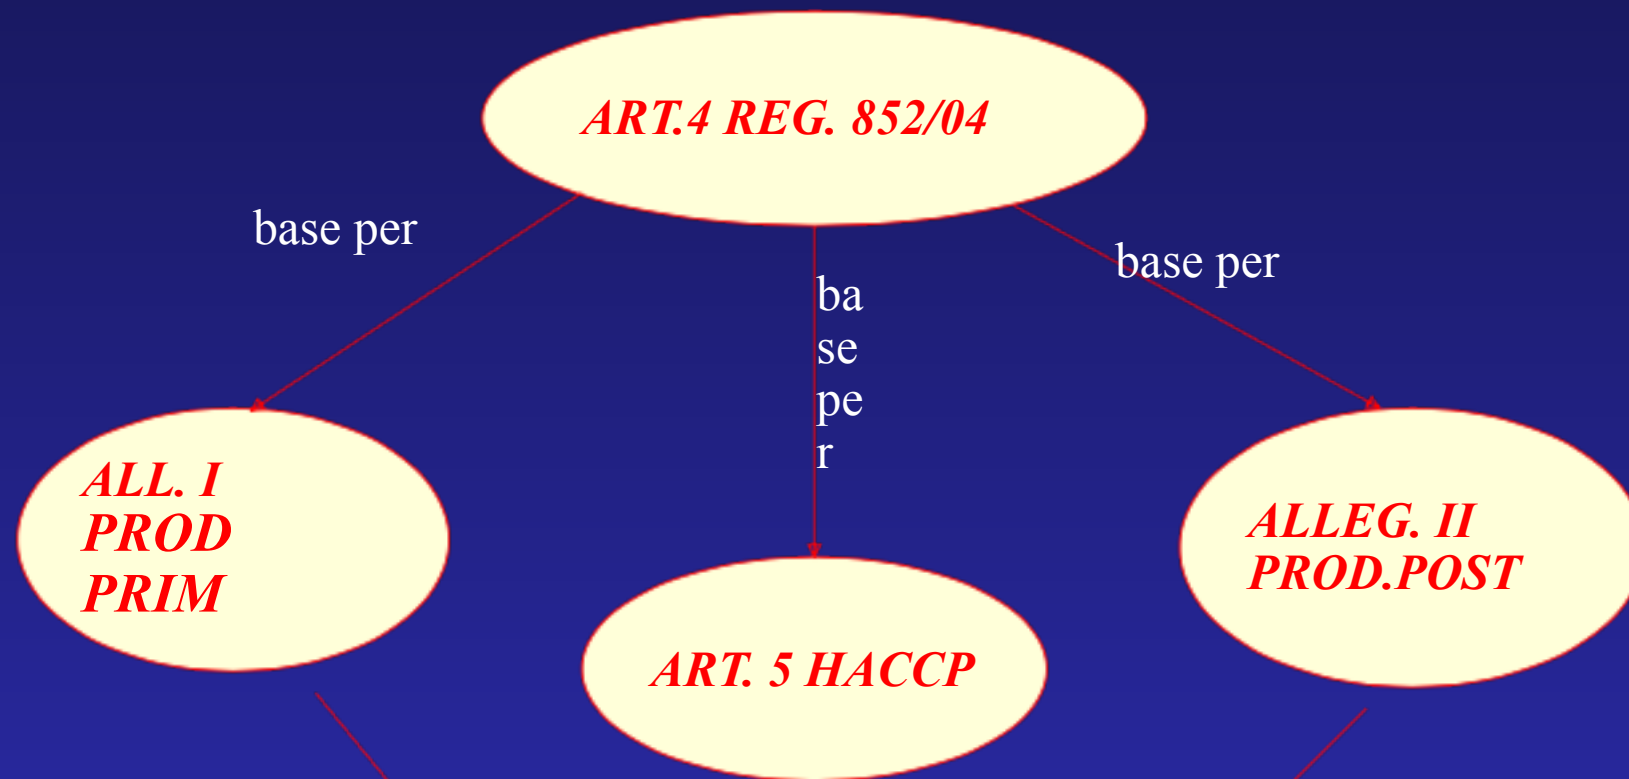 ART.4 REG. 852/04
base per
base per
ba
se
pe
r
ALL. I
PROD
PRIM
ALLEG. II
PROD.POST
ART. 5 HACCP